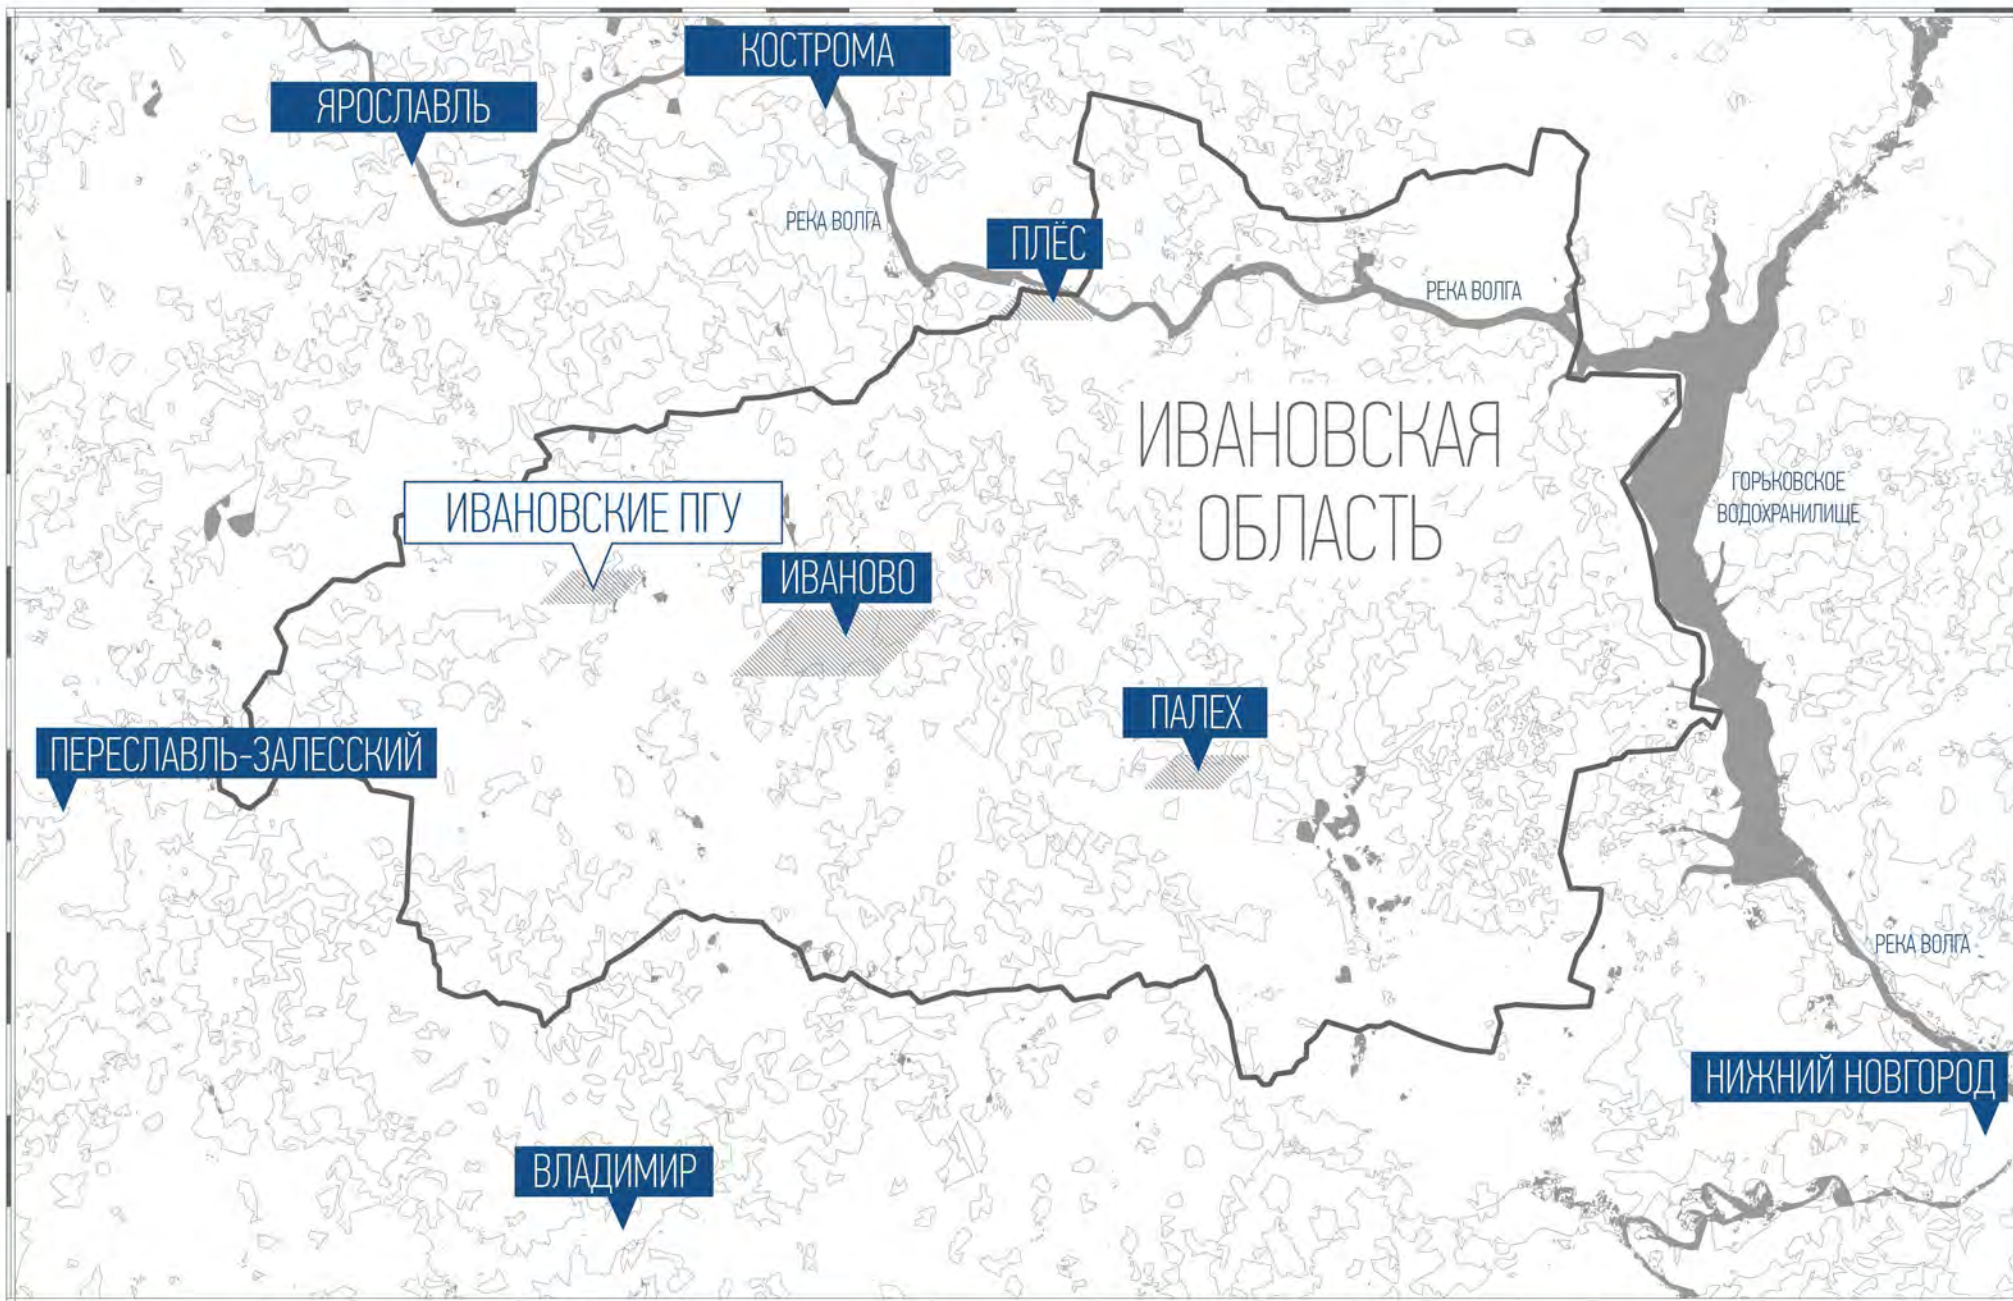 КОСТРОМА
ЯРОСЛАВЛЬ
РЕКА ВОЛГА
ПЛЁС
РЕКА ВОЛГА
ИВАНОВСКАЯ
ОБЛАСТЬ
ГОРЬКОВСКОЕ
ВОДОХРАНИЛИЩЕ
ИВАНОВСКИЕ ПГУ
ИВАНОВО
ПАЛЕХ
ПЕРЕСЛАВЛЬ-ЗАЛЕССКИЙ
РЕКА ВОЛГА
НИЖНИЙ НОВГОРОД
ВЛАДИМИР